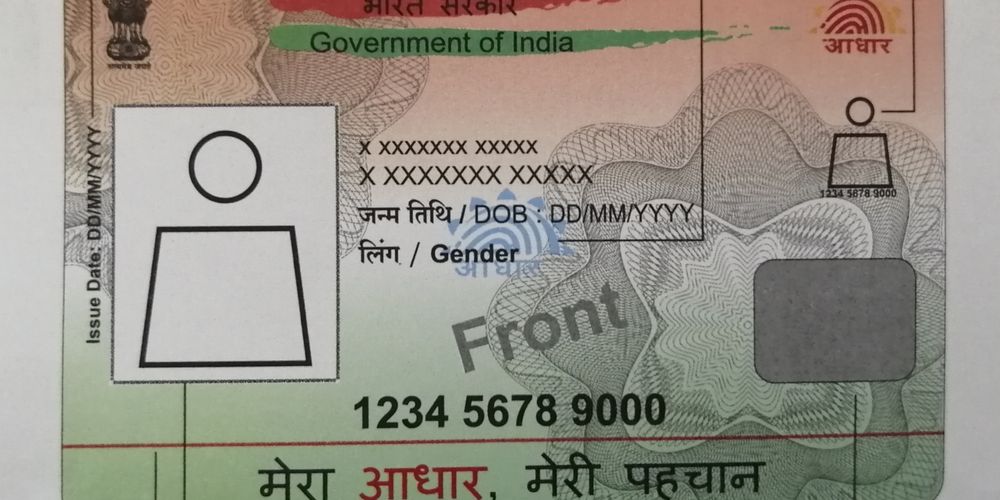 भारत सरकार
Government of India
सत्यमेव जयते
आधार
Issue Date: DD/MM/YYYY
X XXXXXXX XXXXX
X XXXXXXX XXXXX
जन्म तिथि / DOB : DD/MM/YYYY
लिंग / Gender
आधार
1234 5678 9000
Front
1234 5678 9000
मेरा आधार, मेरी पहचान